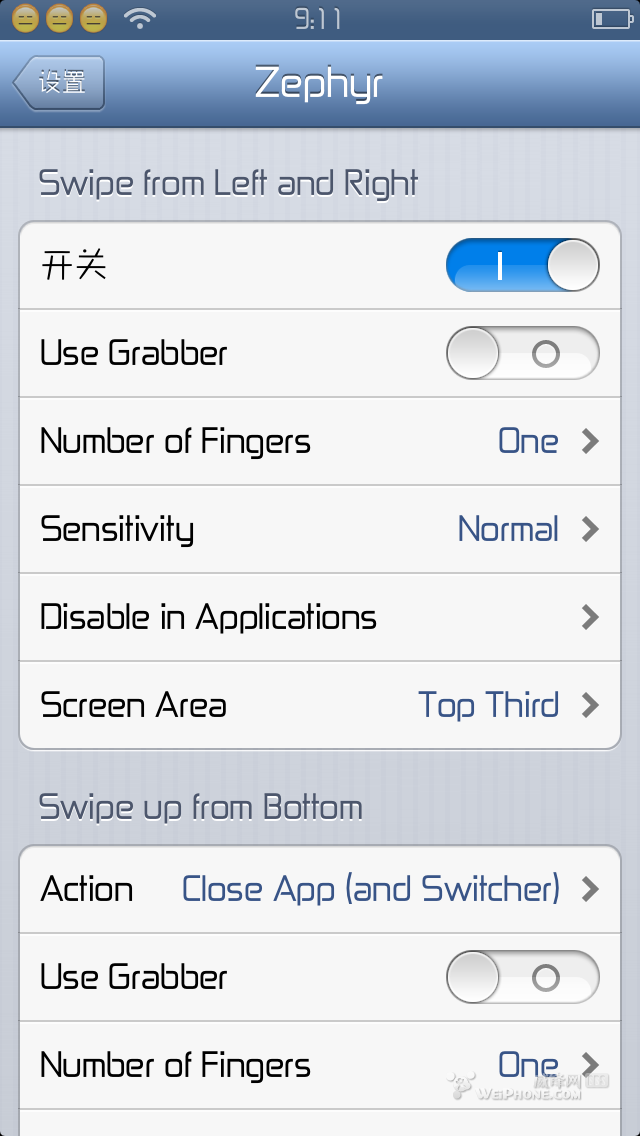 9:11
设置
Zephyr
Swipe from Left and Right
开关
Use Grabber
Number of Fingers One
Sensitivity Normal
Disable in Applications
Screen Area Top Third
Swipe up from Bottom
Action Close App (and Switcher)
Use Grabber
Number of Fingers One
威锋网
WEIPHONE.COM